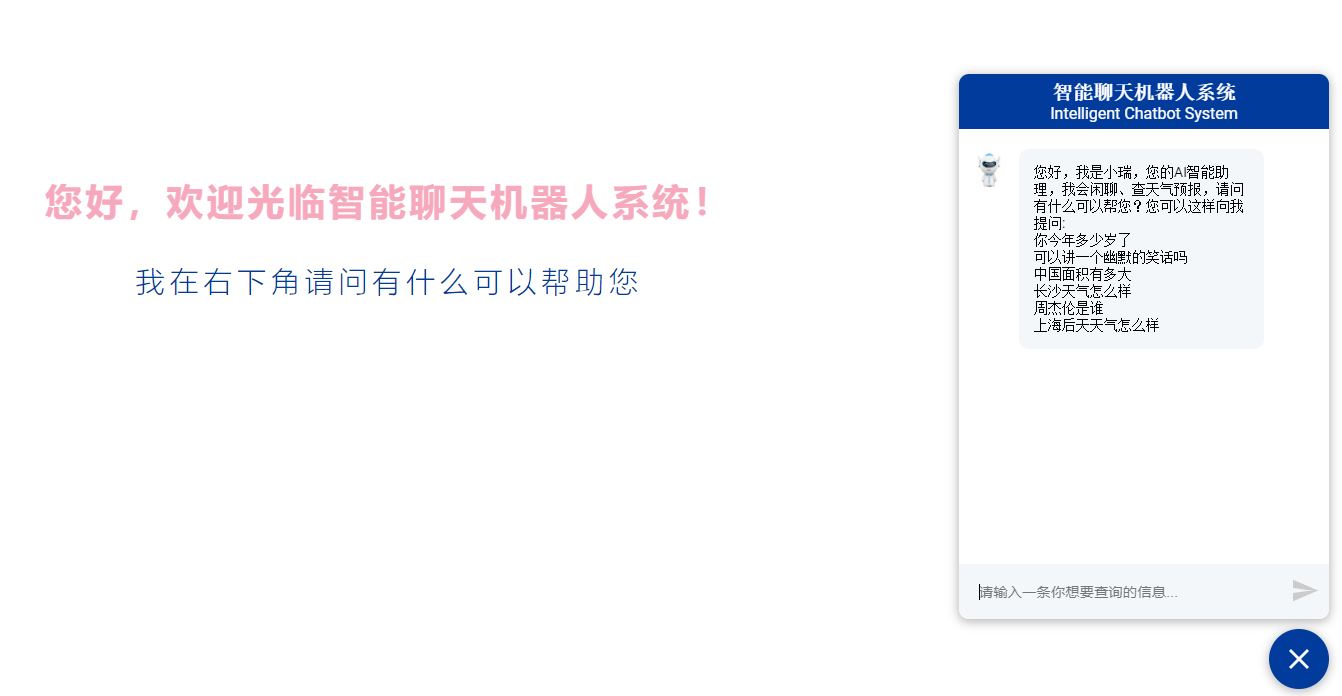 您好，欢迎光临智能聊天机器人系统！
我在右下角请问有什么可以帮助您
智能聊天机器人系统
Intelligent Chatbot System
您好，我是小瑞，您的AI智能助
理，我会闲聊、查天气预报，请问
有什么可以帮您？您可以这样向我
提问:
你今年多少岁了
可以讲一个幽默的笑话吗
中国面积有多大
长沙天气怎么样
周杰伦是谁
上海后天天气怎么样
请输入一条你想要查询的信息...